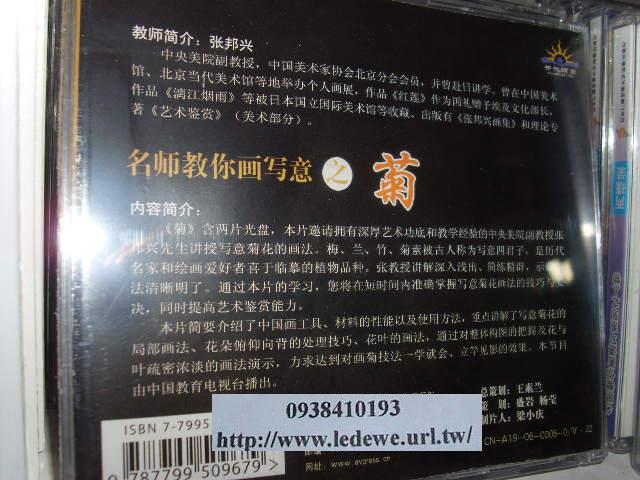 教师简介：张邦兴
中央美院副教授，中国美术家协会北京分会会员，并曾赴日讲学。曾在中国美术
馆、北京当代美术馆等地举办个人画展，作品《红莲》作为国礼赠予埃及文化部长，
作品《漓江烟雨》等被日本国立国际美术馆等收藏。出版有《张邦兴画集》和理论专
著《艺术鉴赏》（美术部分）。
名师教你画写意之菊
内容简介：
《菊》含两片光盘，本片邀请拥有深厚艺术功底和教学经验的中央美院副教授张
邦兴先生讲授写意菊花的画法。梅、兰、竹、菊素被古人称为写意四君子，是历代
名家和绘画爱好者喜于临摹的植物品种。张教授讲解深入浅出，简练精辟，示
法清晰明了。通过本片的学习，您将在短时间内准确掌握写意菊花画法的技巧与
决，同时提高艺术鉴赏能力。
本片简要介绍了中国画工具、材料的性能以及使用方法，重点讲解了写意菊花的
局部画法、花朵俯仰向背的处理技巧、花叶的画法，通过对整体构图的把握及花与
叶疏密浓淡的画法演示，力求达到对画菊技法一学就会、立竿见影的效果。本节目
由中国教育电视台播出。
总策划：王素兰
策 划：盛岩 杨莹
制片人：梁小庆
ISBN 7-7995
9 787799 509679
CN-A19-06-0006-0/V·J2
网址：www.avpress.cn
0938410193
http://www.ledewe.url.tw/